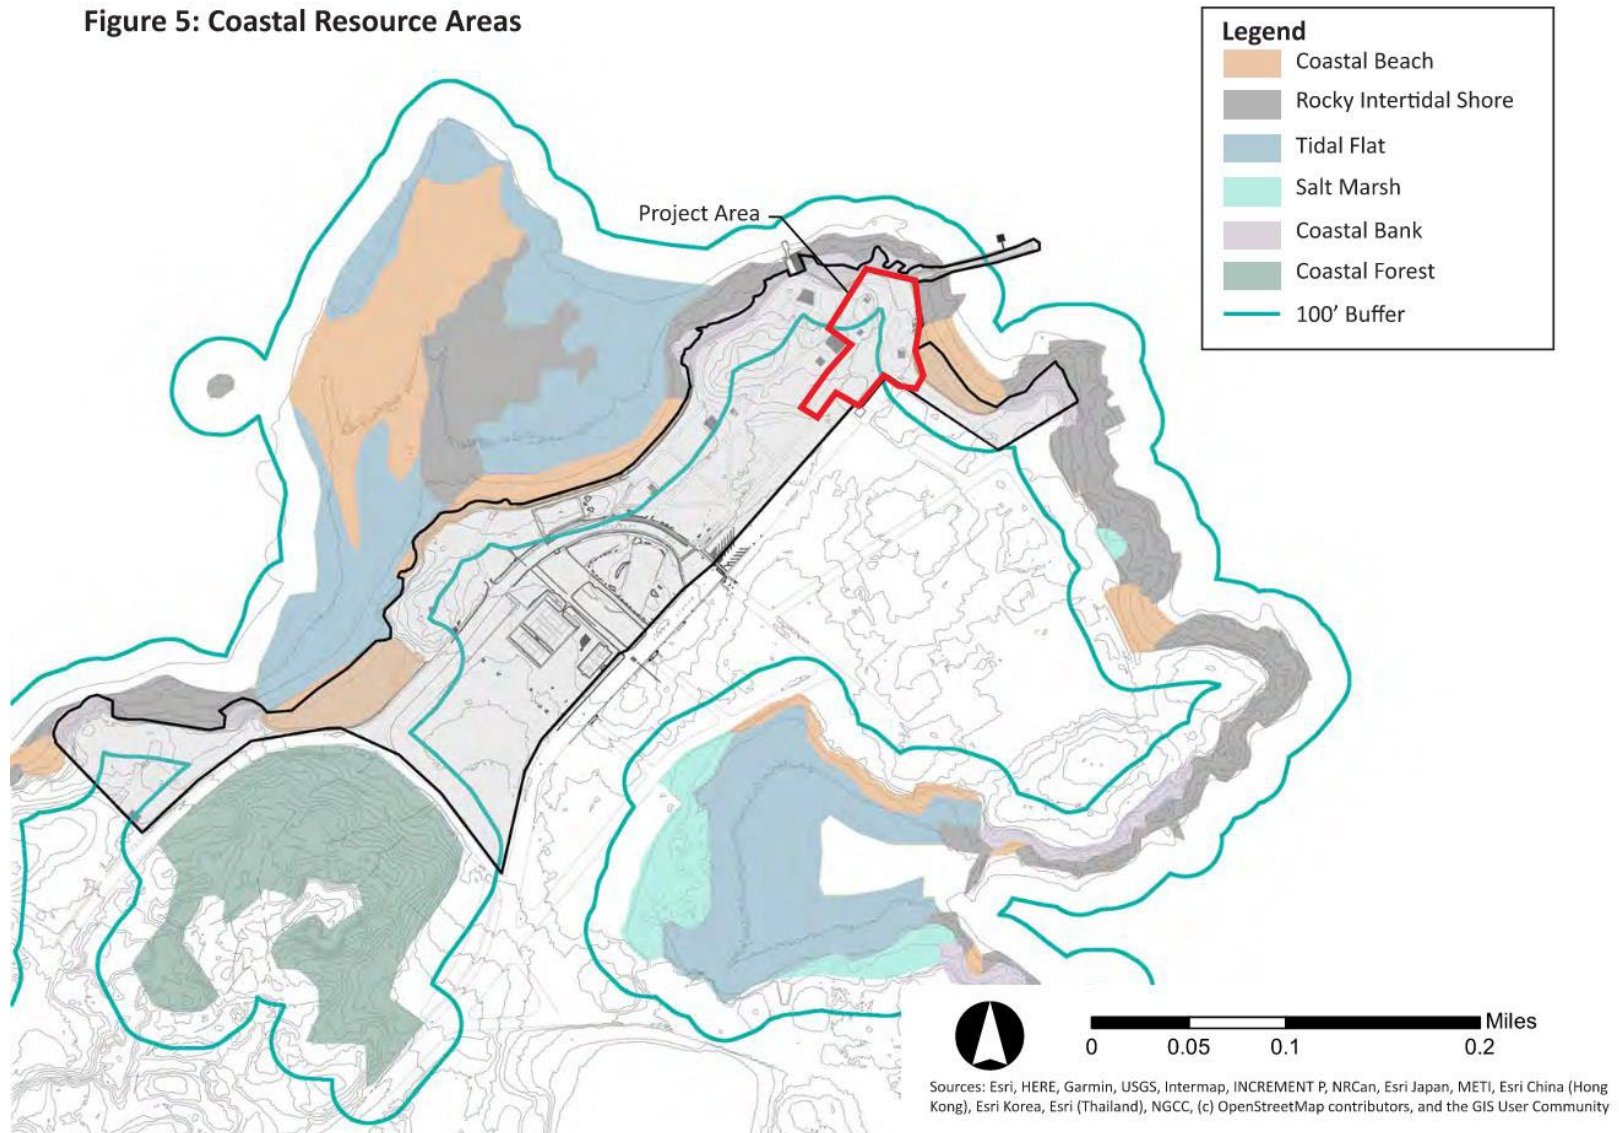 Figure 5: Coastal Resource Areas
Legend
Coastal Beach
Rocky Intertidal Shore
Tidal Flat
Salt Marsh
Coastal Bank
Coastal Forest
100' Buffer
Project Area
Miles
0 0.05 0.1 0.2
Sources: Esri, HERE, Garmin, USGS, Intermap, INCREMENT P, NRCan, Esri Japan, METI, Esri China (Hong
Kong), Esri Korea, Esri (Thailand), NGCC, (c) OpenStreetMap contributors, and the GIS User Community